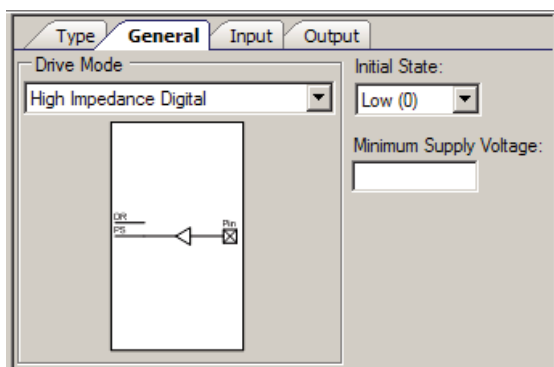 Type General Input Output
Drive Mode
High Impedance Digital
DR
PS
Pin
Initial State:
Low (0)
Minimum Supply Voltage: